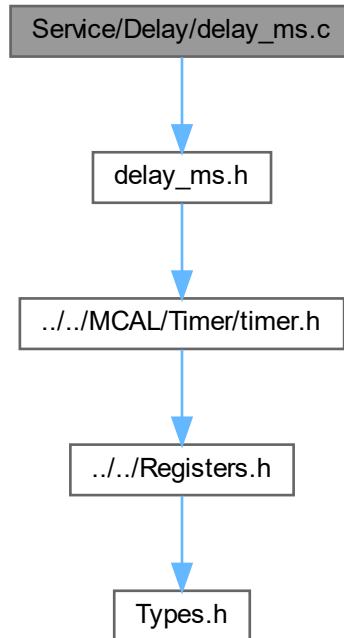 Service/Delay/delay_ms.c
delay_ms.h
../../MCAL/Timer/timer.h
../../Registers.h
Types.h